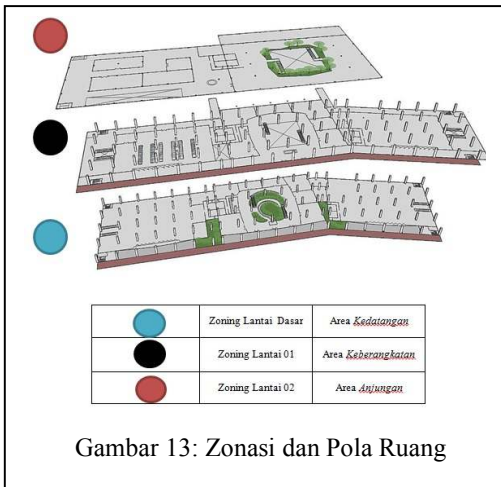 Zoning Lantai Dasar Area Kedatangan
Zoning Lantai 01 Area Keberangkatan
Zoning Lantai 02 Area Anjungan
Gambar 13: Zonasi dan Pola Ruang